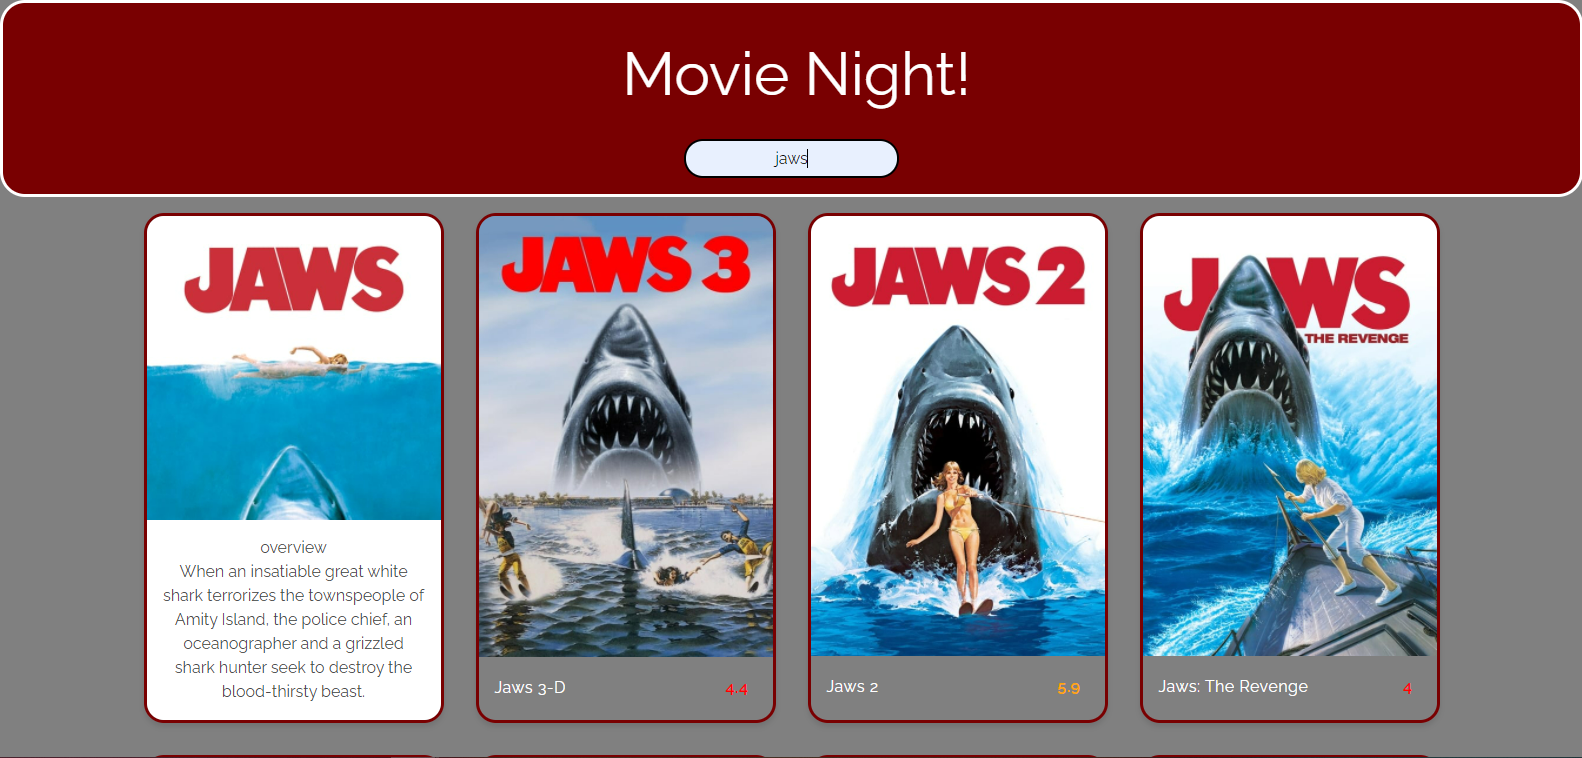 Movie Night!
jaws
JAWS
overview
When an insatiable great white
shark terrorizes the townspeople of
Amity Island, the police chief, an
oceanographer and a grizzled
shark hunter seek to destroy the
blood-thirsty beast.
JAWS 3
Jaws 3-D
4.4
JAWS 2
Jaws 2
5.9
JAWS
THE REVENGE
Jaws: The Revenge
4